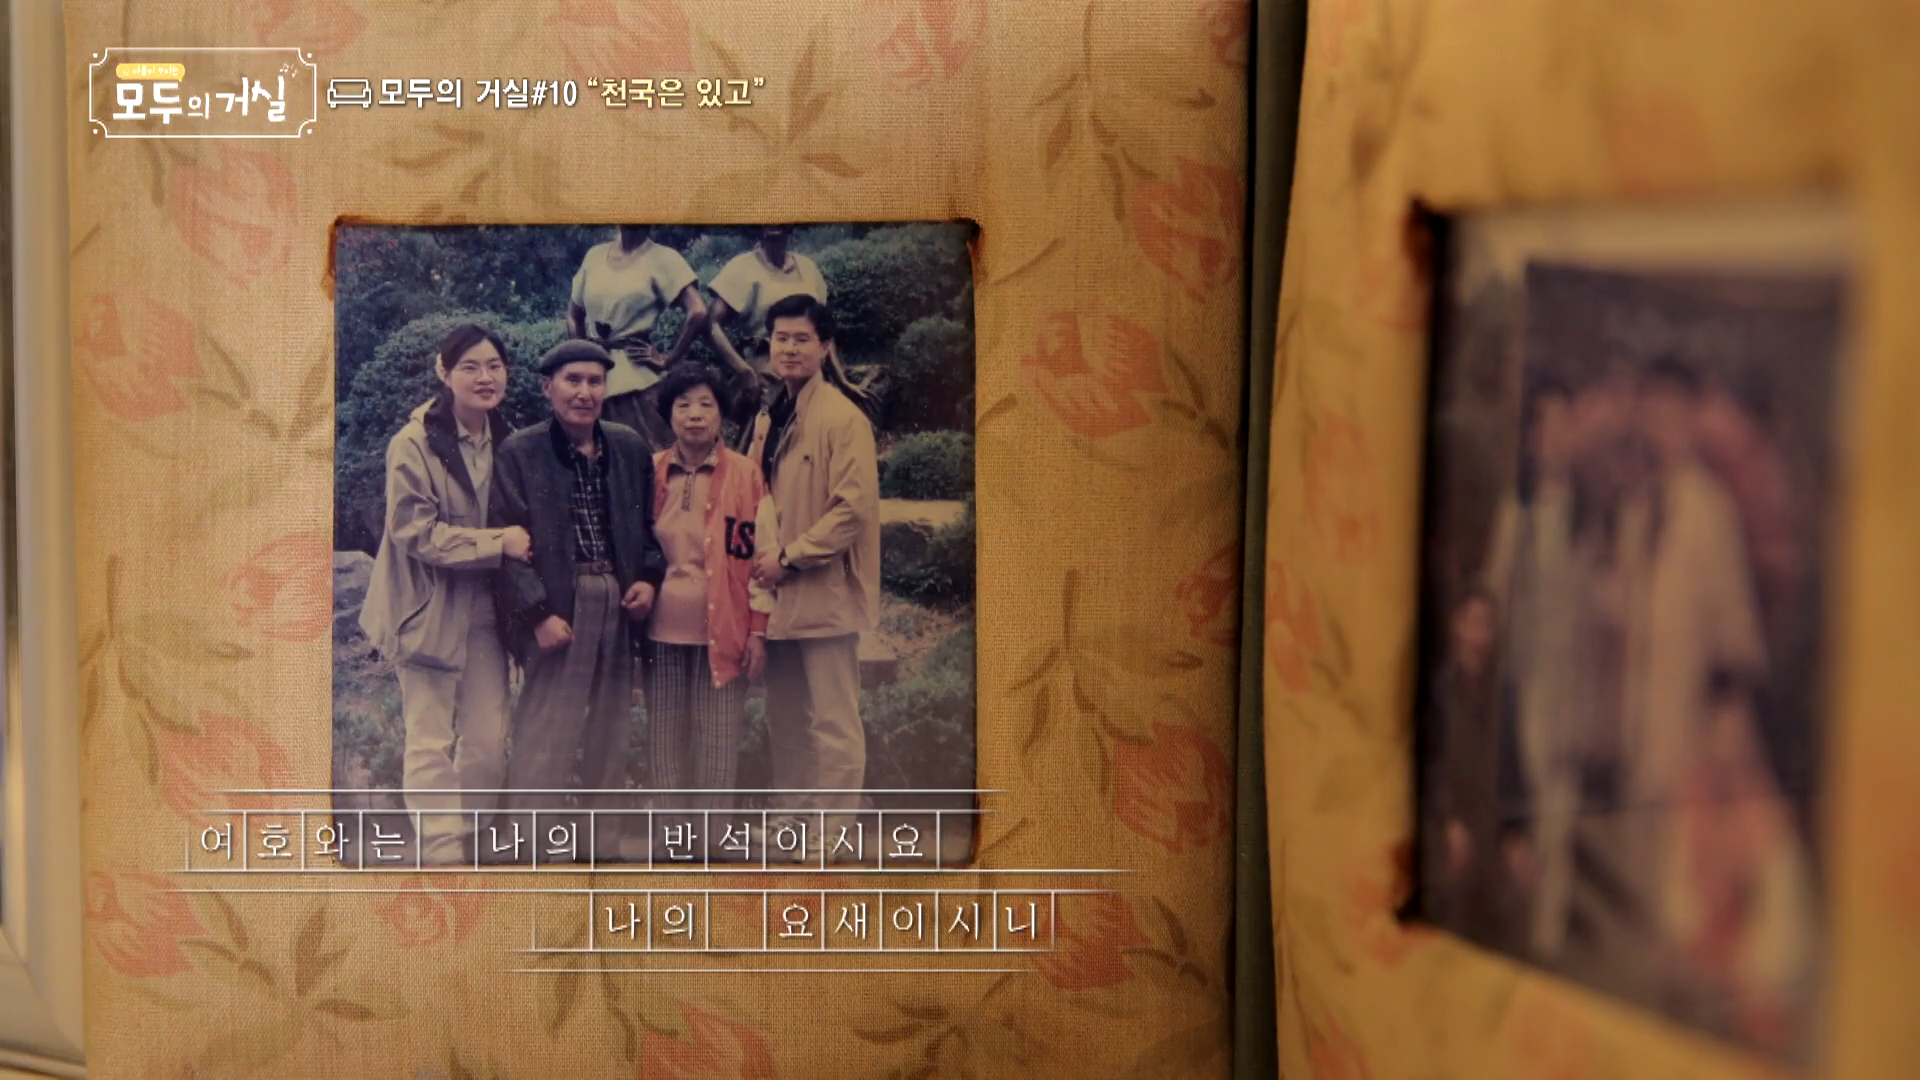 모두의 거실
모두의 거실#10 “천국은 있고”
LS
여호와는 나의 반석이시요
나의 요새이시니